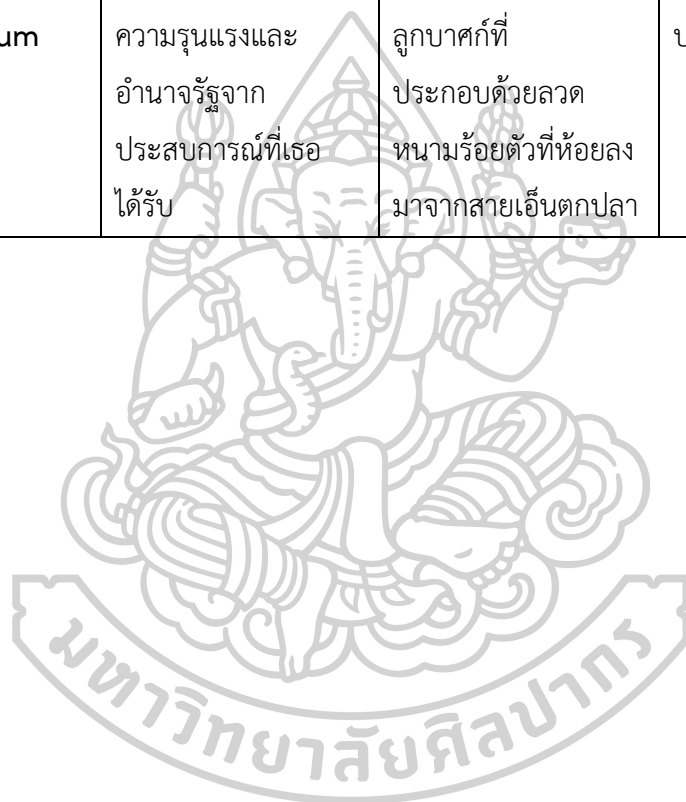 um
ความรุนแรงและ
อำนาจรัฐจาก
ประสบการณ์ที่เธอ
ได้รับ
ลูกบาศก์ที่
ประกอบด้วยลวด
หนามร้อยตัวที่ห้อยลง
มาจากสายเอ็นตกปลา
มหาวิทยาลัยศิลปากร